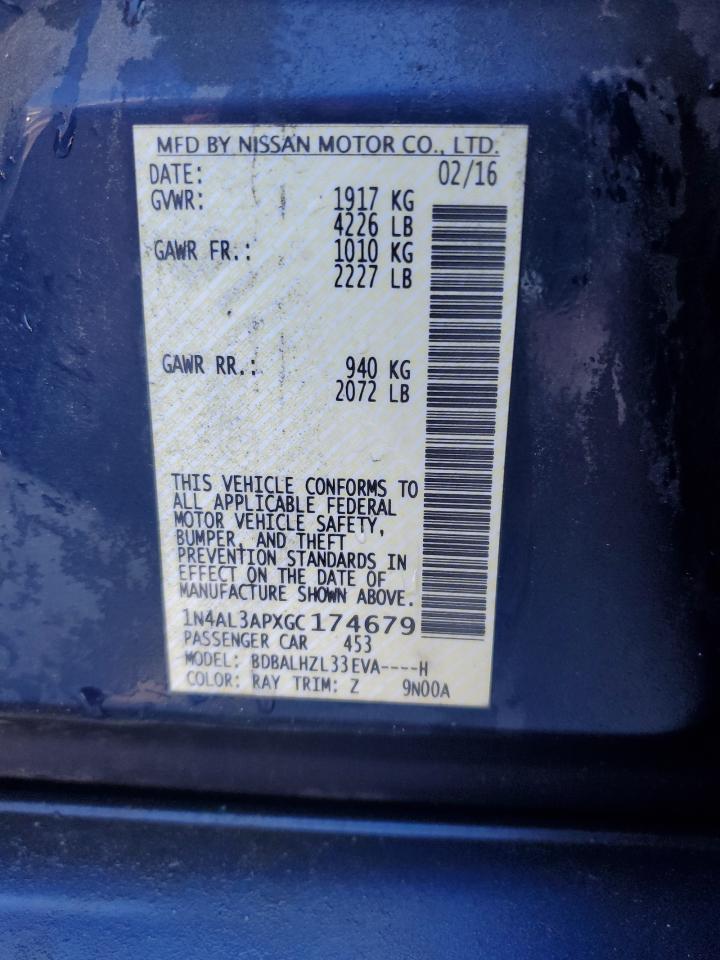 MFD BY NISSAN MOTOR CO., LTD.
DATE: 02/16
GVWR: 1917 KG
4226 LB
GAWR FR.: 1010 KG
2227 LB
GAWR RR.: 940 KG
2072 LB
THIS VEHICLE CONFORMS TO
ALL APPLICABLE FEDERAL
MOTOR VEHICLE SAFETY,
BUMPER, AND THEFT
PREVENTION STANDARDS IN
EFFECT ON THE DATE OF
MANUFACTURE SHOWN ABOVE.
1N4AL3APXGC174679
PASSENGER CAR 453
MODEL: BDBALHZL33EVA----H
COLOR: RAY TRIM: Z 9N00A